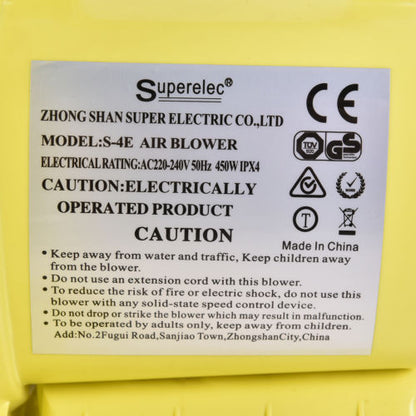 Superelec®
ZHONG SHAN SUPER ELECTRIC CO.,LTD
MODEL:S-4E AIR BLOWER
ELECTRICAL RATING:AC220-240V 50Hz 450W IPX4
CAUTION:ELECTRICALLY
OPERATED PRODUCT
CAUTION
• Keep away from water and traffic, Keep children away
from the blower.
• Do not use an extension cord with this blower.
• To reduce the risk of fire or electric shock, do not use this
blower with any solid-state speed control device.
• Do not drop or strike the blower which may result in malfunction.
• To be operated by adults only, keep away from children.
Add:No.2Fugui Road,Sanjiao Town,ZhongshanCity,China
CE
TÜV
GS
T
Made In China